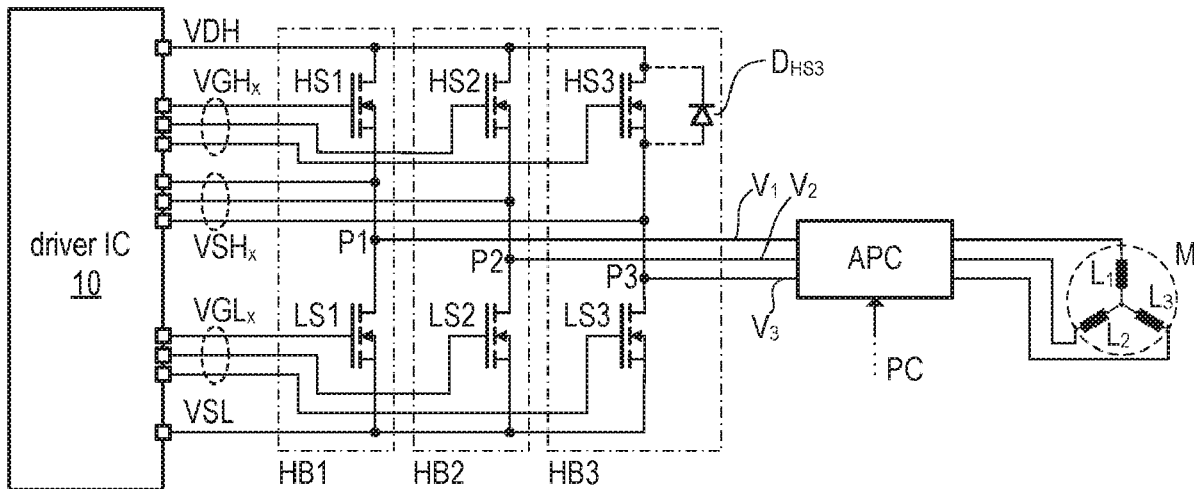 VDH
VGHx
VSHx
driver IC
10
VGLx
VSL
HS1
HS2
HS3
DHS3
P1
P2
P3
LS1
LS2
LS3
HB1
HB2
HB3
V1
V2
V3
APC
PC
M
L1
L2
L3